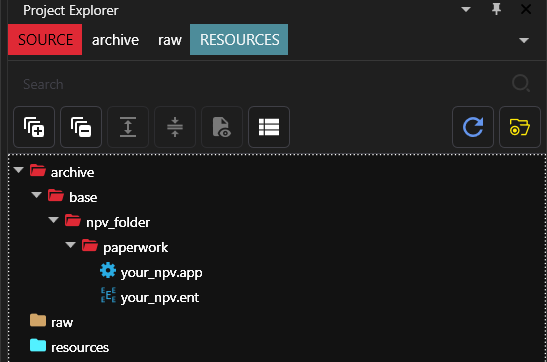 Project Explorer
SOURCE archive raw RESOURCES
Search
archive
base
npv_folder
paperwork
your_npv.app
your_npv.ent
raw
resources